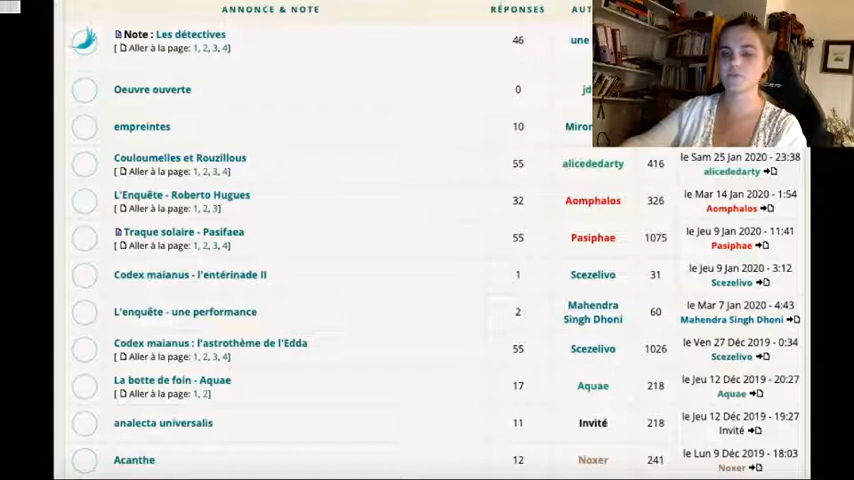 ANNONCE & NOTE RÉPONSES AUT
Note : Les détectives
[ Aller à la page: 1, 2, 3, 4]
46 une
Oeuvre ouverte 0 jd
empreintes 10 Miror
Couloumelles et Rouzillous
[ Aller à la page: 1, 2, 3, 4]
55 alicededarty 416
le Sam 25 Jan 2020 - 23:38
alicededarty
L'Enquête - Roberto Hugues
[ Aller à la page: 1, 2, 3]
32 Aomphalos 326
le Mar 14 Jan 2020 - 1:54
Aomphalos
Traque solaire - Pasifaea
[ Aller à la page: 1, 2, 3, 4]
55 Pasiphae 1075
le Jeu 9 Jan 2020 - 11:41
Pasiphae
Codex maianus - l'entérinade II 1 Scezelivo 31
le Jeu 9 Jan 2020 - 3:12
Scezelivo
L'enquête - une performance 2
Mahendra
Singh Dhoni
60
le Mar 7 Jan 2020 - 4:43
Mahendra Singh Dhoni
Codex maianus : l'astrothème de l'Edda
[ Aller à la page: 1, 2, 3, 4]
55 Scezelivo 1026
le Ven 27 Déc 2019 - 0:34
Scezelivo
La botte de foin - Aquae
[ Aller à la page: 1, 2]
17 Aquae 218
le Jeu 12 Déc 2019 - 20:27
Aquae
analecta universalis 11 Invité 218
le Jeu 12 Déc 2019 - 19:27
Invité
Acanthe 12 Noxer 241
le Lun 9 Déc 2019 - 18:03
Noxer